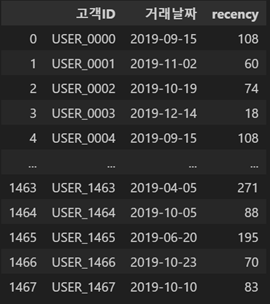 고객ID 거래날짜 recency
0 USER_0000 2019-09-15 108
1 USER_0001 2019-11-02 60
2 USER_0002 2019-10-19 74
3 USER_0003 2019-12-14 18
4 USER_0004 2019-09-15 108
... ... ... ...
1463 USER_1463 2019-04-05 271
1464 USER_1464 2019-10-05 88
1465 USER_1465 2019-06-20 195
1466 USER_1466 2019-10-23 70
1467 USER_1467 2019-10-10 83